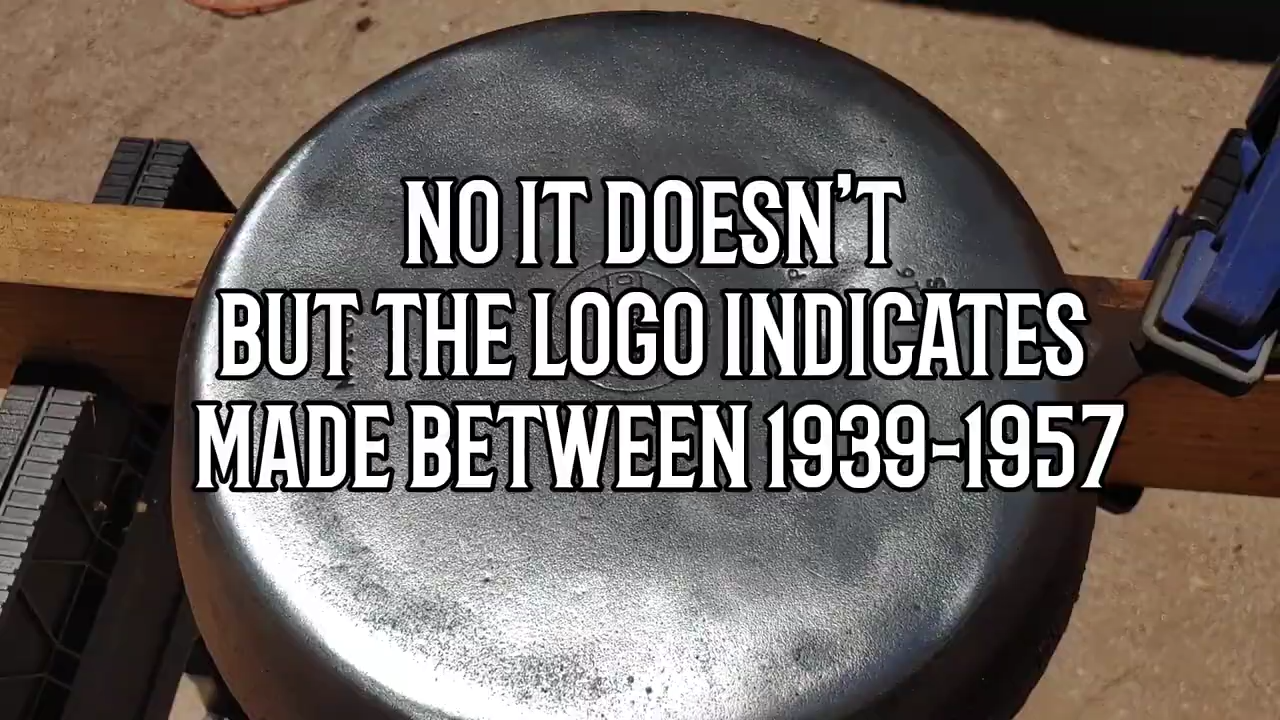 NO IT DOESN'T
BUT THE LOGO INDICATES
MADE BETWEEN 1939-1957